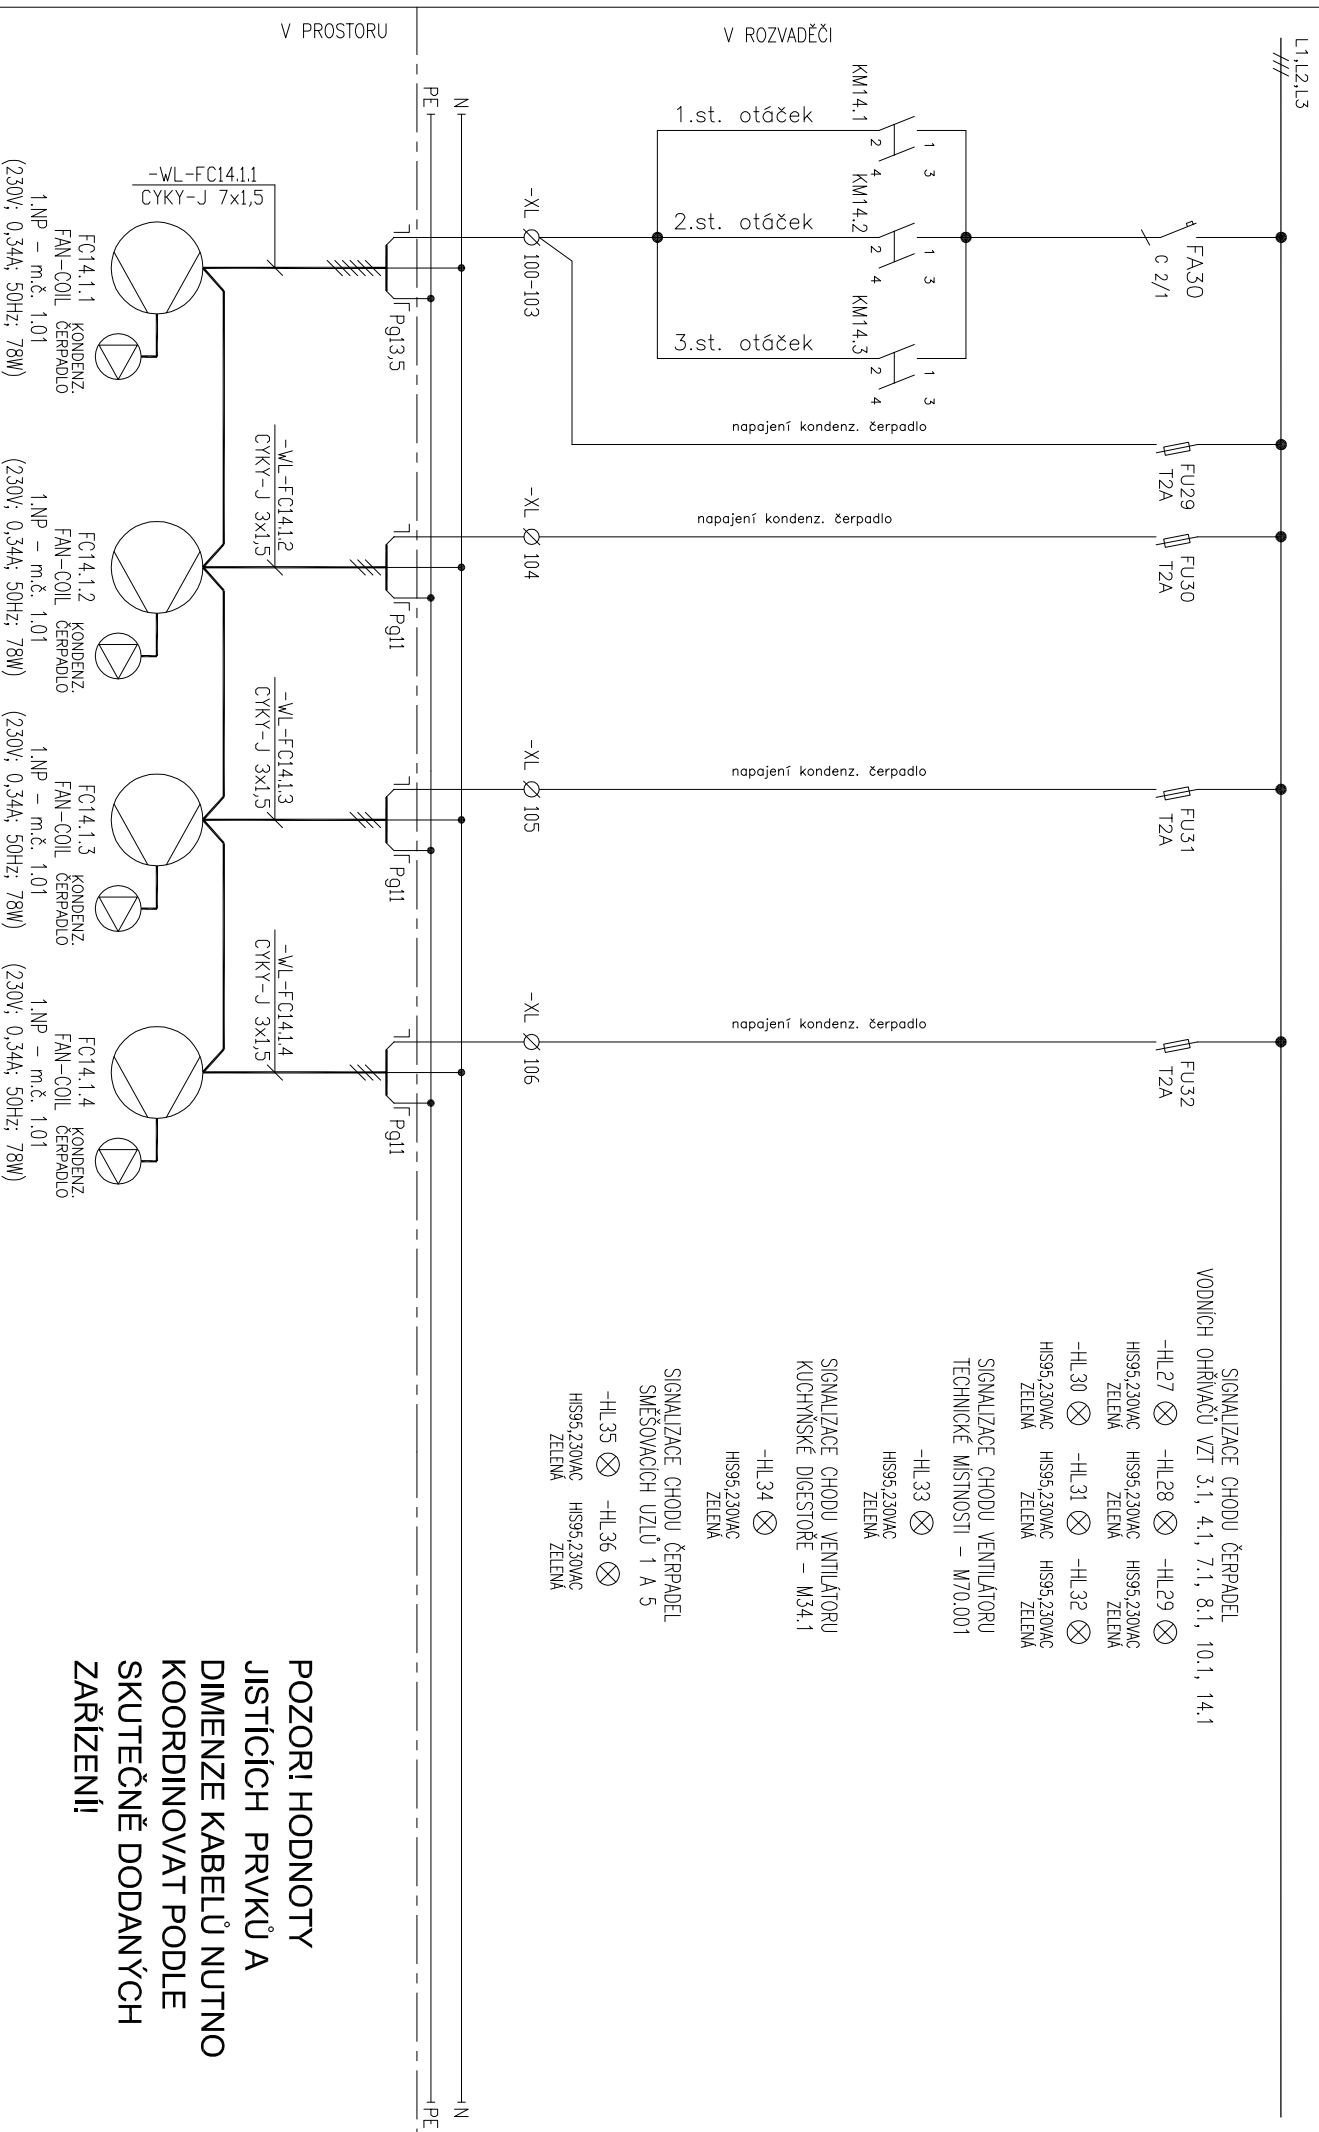 L1,L2,L3
V ROZVADĚČI
V PROSTORU
FA30
C 2/1
FU29
T2A
FU30
T2A
FU31
T2A
FU32
T2A
KM14.1
1 3
2 4
1.st. otáček
KM14.2
1 3
2 4
2.st. otáček
KM14.3
1 3
2 4
3.st. otáček
napajení kondenz. čerpadlo
napajení kondenz. čerpadlo
napajení kondenz. čerpadlo
napajení kondenz. čerpadlo
-XL 100-103
-XL 104
-XL 105
-XL 106
N
PE
N
PE
Pg13,5
Pg11
Pg11
Pg11
-WL-FC14.1.1
CYKY-J 7x1,5
-WL-FC14.1.2
CYKY-J 3x1,5
-WL-FC14.1.3
CYKY-J 3x1,5
-WL-FC14.1.4
CYKY-J 3x1,5
FC14.1.1
FAN-COIL
KONDENZ.
ČERPADLO
1.NP - m.č. 1.01
(230V; 0,34A; 50Hz; 78W)
FC14.1.2
FAN-COIL
KONDENZ.
ČERPADLO
1.NP - m.č. 1.01
(230V; 0,34A; 50Hz; 78W)
FC14.1.3
FAN-COIL
KONDENZ.
ČERPADLO
1.NP - m.č. 1.01
(230V; 0,34A; 50Hz; 78W)
FC14.1.4
FAN-COIL
KONDENZ.
ČERPADLO
1.NP - m.č. 1.01
(230V; 0,34A; 50Hz; 78W)
SIGNALIZACE CHODU ČERPADEL
VODNÍCH OHŘÍVAČŮ VZT 3.1, 4.1, 7.1, 8.1, 10.1, 14.1
-HL27 -HL28 -HL29
HIS95,230VAC HIS95,230VAC HIS95,230VAC
ZELENÁ ZELENÁ ZELENÁ
-HL30 -HL31 -HL32
HIS95,230VAC HIS95,230VAC HIS95,230VAC
ZELENÁ ZELENÁ ZELENÁ
SIGNALIZACE CHODU VENTILÁTORU
TECHNICKÉ MÍSTNOSTI - M70.001
-HL33
HIS95,230VAC
ZELENÁ
SIGNALIZACE CHODU VENTILÁTORU
KUCHYŇSKÉ DIGESTOŘE - M34.1
-HL34
HIS95,230VAC
ZELENÁ
SIGNALIZACE CHODU ČERPADEL
SMĚŠOVACÍCH UZLŮ 1 A 5
-HL35 -HL36
HIS95,230VAC HIS95,230VAC
ZELENÁ ZELENÁ
POZOR! HODNOTY
JISTÍCÍCH PRVKŮ A
DIMENZE KABELŮ NUTNO
KOORDINOVAT PODLE
SKUTEČNĚ DODANÝCH
ZAŘÍZENÍ!